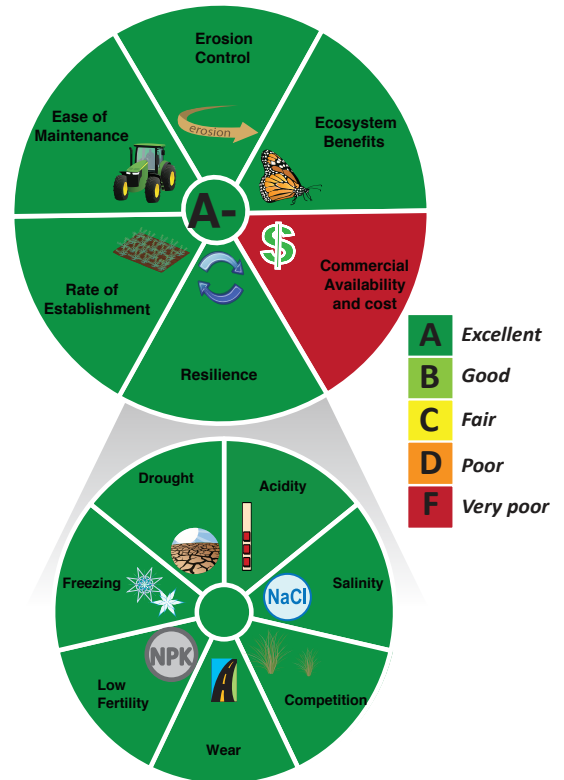 Erosion
Control
Ease of
Maintenance
erosion
Ecosystem
Benefits
A-
$
Rate of
Establishment
Commercial
Availability
and cost
Resilience
A Excellent
B Good
C Fair
D Poor
F Very poor
Drought
Acidity
Freezing
NaCl
Salinity
NPK
Low
Fertility
Competition
Wear